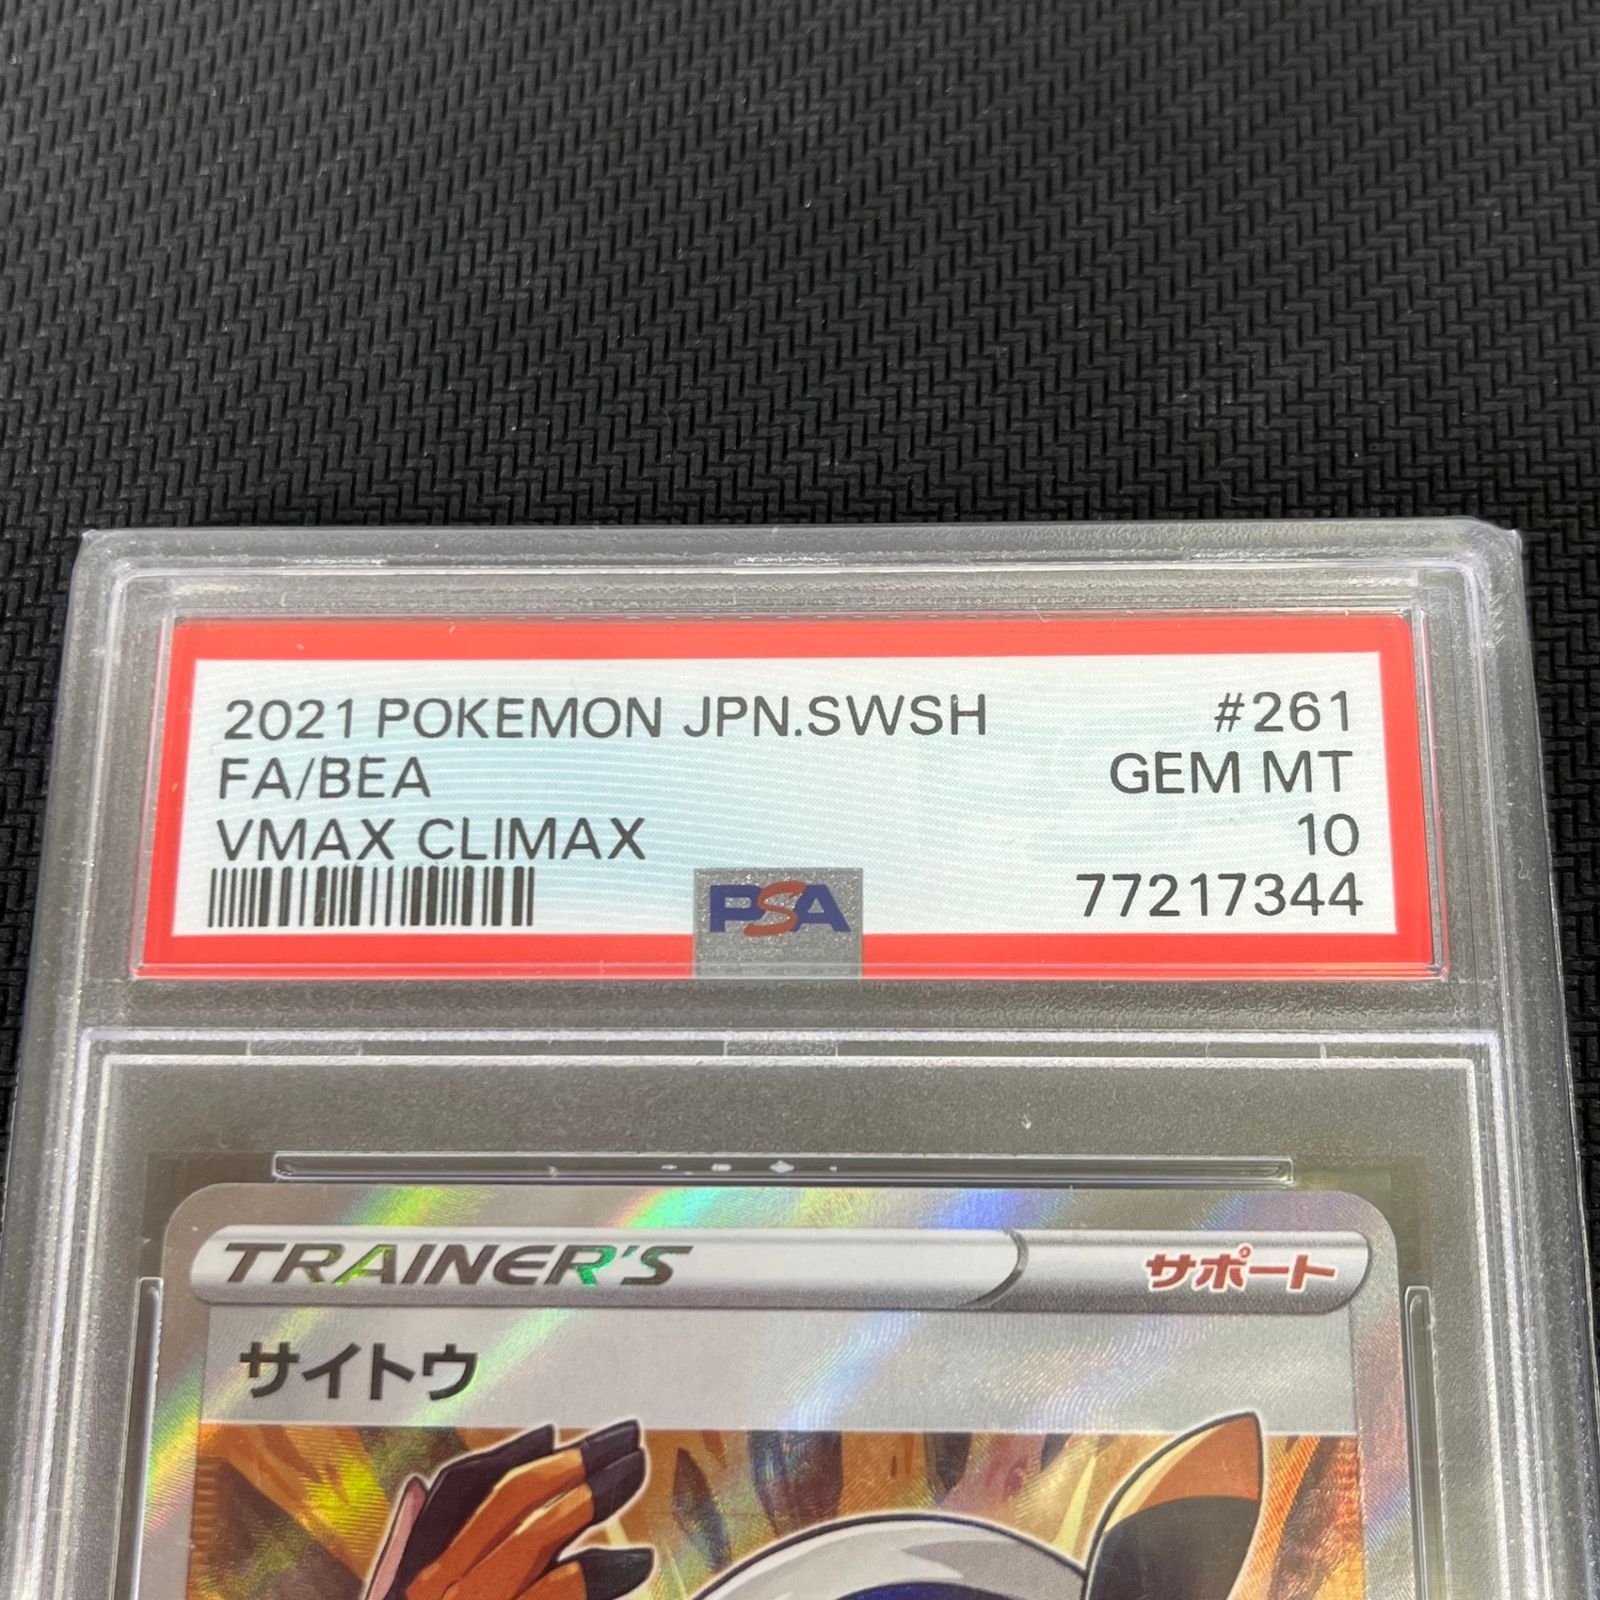 2021 POKEMON JPN.SWSH #261
FA/BEA GEM MT
VMAX CLIMAX 10
PSA 77217344
TRAINER'S サポート
サイトウ